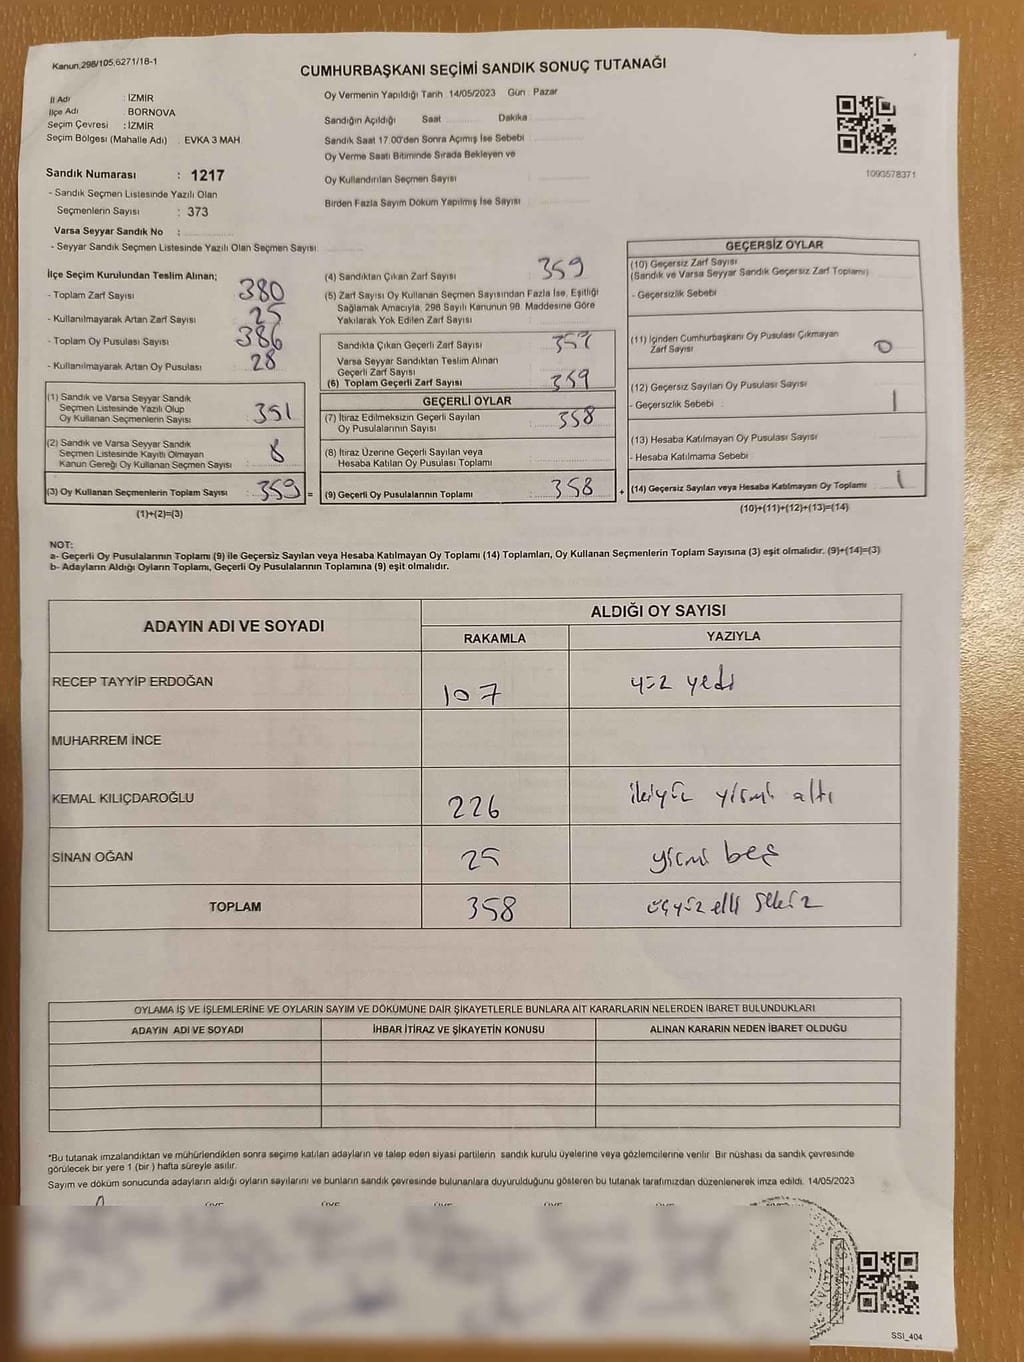 Kanun,298/105,6271/18-1
CUMHURBAŞKANI SEÇİMİ SANDIK SONUÇ TUTANAĞI
İl Adı : İZMİR
İlçe Adı : BORNOVA
Seçim Çevresi : İZMİR
Seçim Bölgesi (Mahalle Adı) EVKA 3 MAH
Oy Vermenin Yapıldığı Tarih 14/05/2023 Gün : Pazar
Sandığın Açıldığı Saat Dakika
Sandık Saat 17.00'den Sonra Açımış İse Sebebi
Oy Verme Saati Bitiminde Sırada Bekleyen ve
Oy Kullandırılan Seçmen Sayısı
Birden Fazla Sayım Döküm Yapılmış İse Sayısı
1093578371
Sandık Numarası : 1217
- Sandık Seçmen Listesinde Yazılı Olan
Seçmenlerin Sayısı : 373
Varsa Seyyar Sandık No :
- Seyyar Sandık Seçmen Listesinde Yazılı Olan Seçmen Sayısı:
İlçe Seçim Kurulundan Teslim Alınan;
- Toplam Zarf Sayısı 380
- Kullanılmayarak Artan Zarf Sayısı 25
- Toplam Oy Pusulası Sayısı 386
- Kullanılmayarak Artan Oy Pusulası 28
(1) Sandık ve Varsa Seyyar Sandık
Seçmen Listesinde Yazılı Olup
Oy Kullanan Seçmenlerin Sayısı 351
(2) Sandık ve Varsa Seyyar Sandık
Seçmen Listesinde Kayıtlı Olmayan
Kanun Gereği Oy Kullanan Seçmen Sayısı 8
(3) Oy Kullanan Seçmenlerin Toplam Sayısı 359 =
(1)+(2)=(3)
(4) Sandıktan Çıkan Zarf Sayısı 359
(5) Zarf Sayısı Oy Kullanan Seçmen Sayısından Fazla İse, Eşitliği
Sağlamak Amacıyla, 298 Sayılı Kanunun 98. Maddesine Göre
Yakılarak Yok Edilen Zarf Sayısı
Sandıkta Çıkan Geçerli Zarf Sayısı 359
Varsa Seyyar Sandıktan Teslim Alınan
Geçerli Zarf Sayısı
(6) Toplam Geçerli Zarf Sayısı 359
GEÇERLİ OYLAR
(7) İtiraz Edilmeksizin Geçerli Sayılan
Oy Pusulalarının Sayısı 358
(8) İtiraz Üzerine Geçerli Sayılan veya
Hesaba Katılan Oy Pusulası Toplamı
(9) Geçerli Oy Pusulalarının Toplamı 358 +
GEÇERSİZ OYLAR
(10) Geçersiz Zarf Sayısı
(Sandık ve Varsa Seyyar Sandık Geçersiz Zarf Toplamı)
- Geçersizlik Sebebi
(11) İçinden Cumhurbaşkanı Oy Pusulası Çıkmayan
Zarf Sayısı 0
(12) Geçersiz Sayılan Oy Pusulası Sayısı
- Geçersizlik Sebebi 1
(13) Hesaba Katılmayan Oy Pusulası Sayısı
- Hesaba Katılmama Sebebi
(14) Geçersiz Sayılan veya Hesaba Katılmayan Oy Toplamı 1
(10)+(11)+(12)+(13)=(14)
NOT:
a- Geçerli Oy Pusulalarının Toplamı (9) ile Geçersiz Sayılan veya Hesaba Katılmayan Oy Toplamı (14) Toplamları, Oy Kullanan Seçmenlerin Toplam Sayısına (3) eşit olmalıdır. (9)+(14)=(3)
b- Adayların Aldığı Oyların Toplamı, Geçerli Oy Pusulalarının Toplamına (9) eşit olmalıdır.
ADAYIN ADI VE SOYADI ALDIĞI OY SAYISI
RAKAMLA YAZIYLA
RECEP TAYYİP ERDOĞAN 107 yüz yedi
MUHARREM İNCE
KEMAL KILIÇDAROĞLU 226 ikiyüz yirmi altı
SİNAN OĞAN 25 yirmi beş
TOPLAM 358 üçyüz elli sekiz
OYLAMA İŞ VE İŞLEMLERİNE VE OYLARIN SAYIM VE DÖKÜMÜNE DAİR ŞİKAYETLERLE BUNLARA AİT KARARLARIN NELERDEN İBARET BULUNDUKLARI
ADAYIN ADI VE SOYADI İHBAR İTİRAZ VE ŞİKAYETİN KONUSU ALINAN KARARIN NEDEN İBARET OLDUĞU
*Bu tutanak imzalandıktan ve mühürlendikten sonra seçime katılan adayların ve talep eden siyasi partilerin sandık kurulu üyelerine veya gözlemcilerine verilir. Bir nüshası da sandık çevresinde
görülecek bir yere 1 (bir) hafta süreyle asılır.
Sayım ve döküm sonucunda adayların aldığı oyların sayılarını ve bunların sandık çevresinde bulunanlara duyurulduğunu gösteren bu tutanak tarafımızdan düzenlenerek imza edildi. 14/05/2023
SSI_404